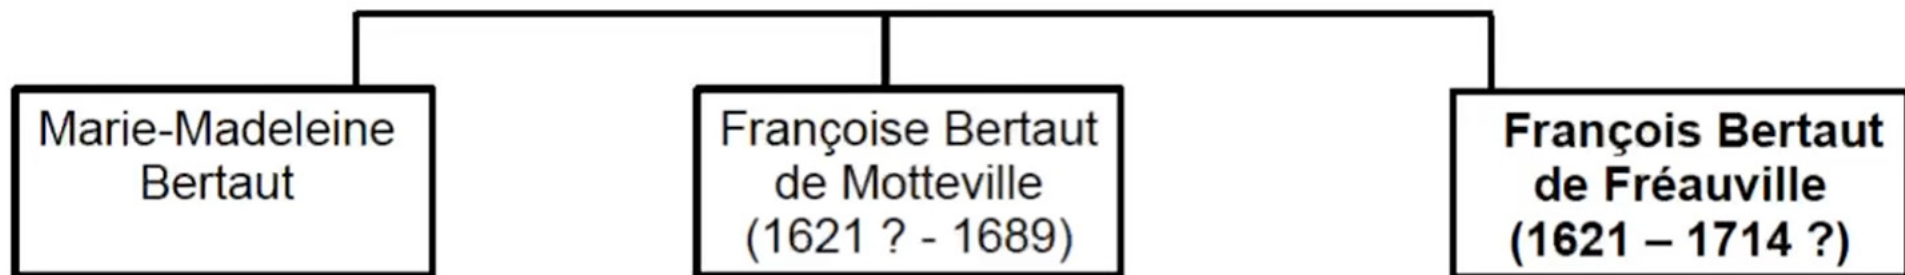 Marie-Madeleine
Bertaut
Françoise Bertaut
de Motteville
(1621 ? - 1689)
François Bertaut
de Fréauville
(1621 – 1714 ?)